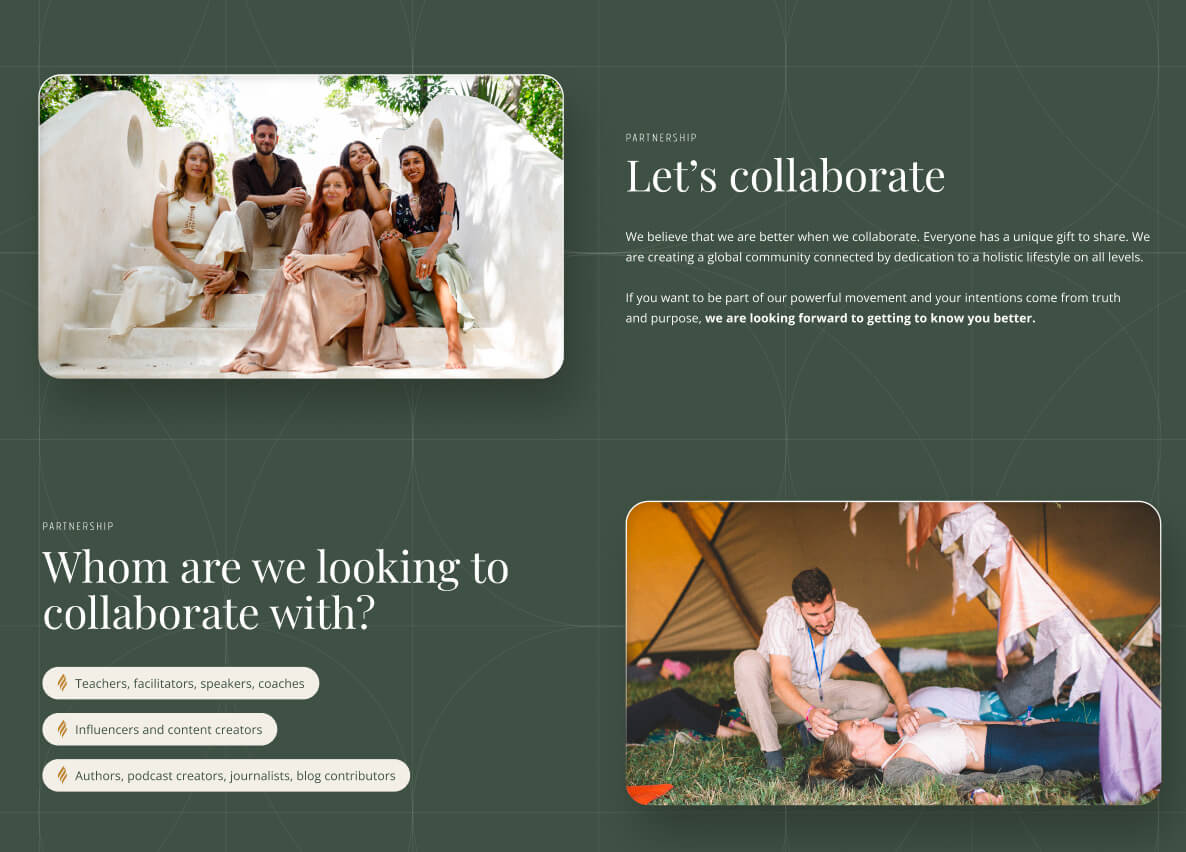 PARTNERSHIP
Let’s collaborate
We believe that we are better when we collaborate. Everyone has a unique gift to share. We
are creating a global community connected by dedication to a holistic lifestyle on all levels.
If you want to be part of our powerful movement and your intentions come from truth
and purpose, we are looking forward to getting to know you better.
PARTNERSHIP
Whom are we looking to
collaborate with?
Teachers, facilitators, speakers, coaches
Influencers and content creators
Authors, podcast creators, journalists, blog contributors